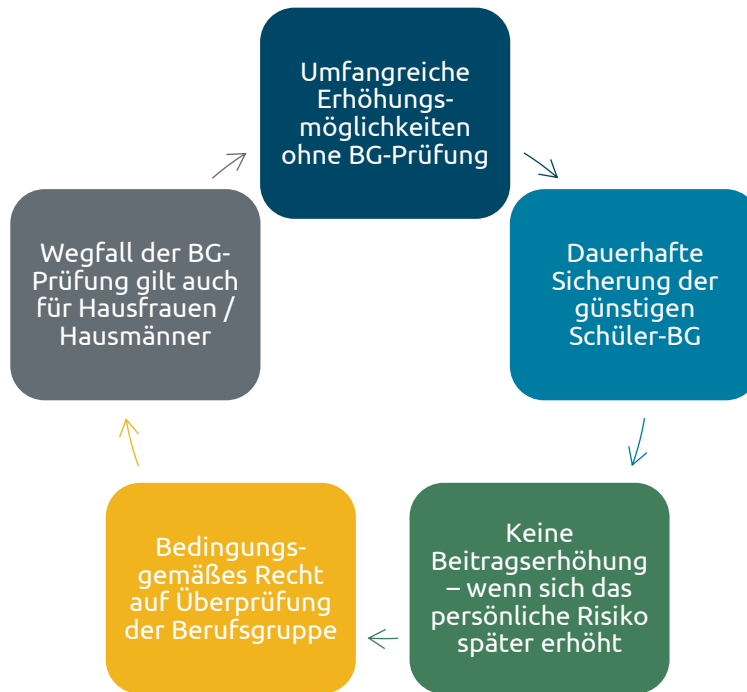 Umfangreiche
Erhöhungs-
möglichkeiten
ohne BG-Prüfung
Dauerhafte
Sicherung der
günstigen
Schüler-BG
Keine
Beitragserhöhung
– wenn sich das
persönliche Risiko
später erhöht
Bedingungs-
gemäßes Recht
auf Überprüfung
der Berufsgruppe
Wegfall der BG-
Prüfung gilt auch
für Hausfrauen /
Hausmänner